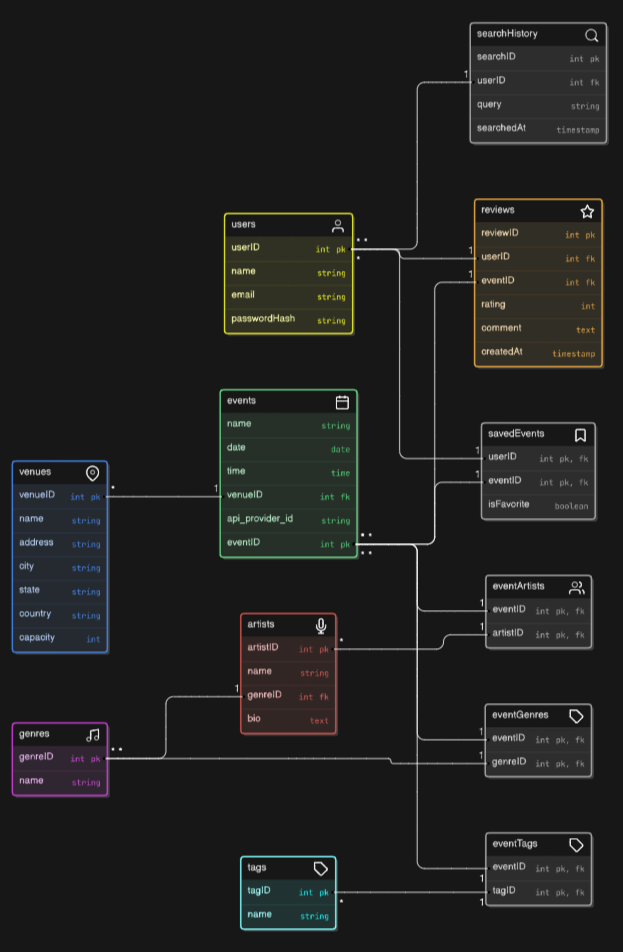 searchHistory
searchID int pk
userID int fk
query string
searchedAt timestamp
reviews
reviewID int pk
userID int fk
eventID int fk
rating int
comment text
createdAt timestamp
users
userID int pk
name string
email string
passwordHash string
events
name string
date date
time time
venueID int fk
api_provider_id string
eventID int pk
savedEvents
userID int pk, fk
eventID int pk, fk
isFavorite boolean
venues
venueID int pk
name string
address string
city string
state string
country string
capacity int
eventArtists
eventID int pk, fk
artistID int pk, fk
artists
artistID int pk
name string
genreID int fk
bio text
eventGenres
eventID int pk, fk
genreID int pk, fk
genres
genreID int pk
name string
eventTags
eventID int pk, fk
tagID int pk, fk
tags
tagID int pk
name string
1
1
1
1
1
1
1
1
1
1
1
1
1
*
*
*
*
*
*
*
*
*
*
*
*
*